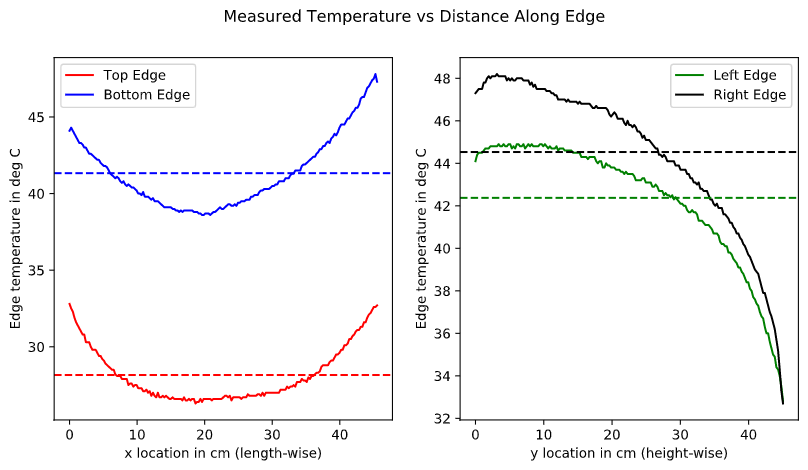 Measured Temperature vs Distance Along Edge
Top Edge
Bottom Edge
45
40
35
30
Edge temperature in deg C
0
10
20
30
40
x location in cm (length-wise)
Left Edge
Right Edge
48
46
44
42
40
38
36
34
32
Edge temperature in deg C
0
10
20
30
40
y location in cm (height-wise)